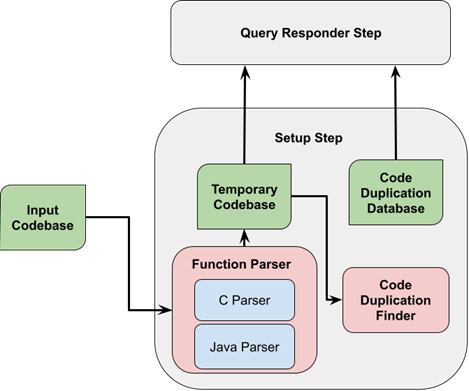 Query Responder Step
Setup Step
Temporary
Codebase
Code
Duplication
Database
Input
Codebase
Function Parser
C Parser
Java Parser
Code
Duplication
Finder